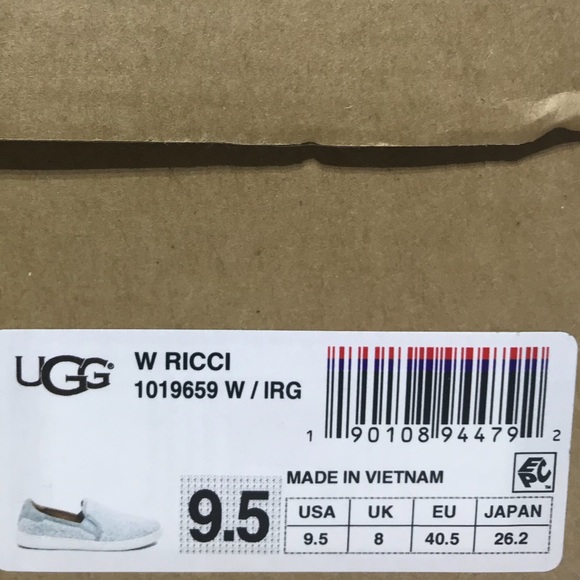 UGG®
W RICCI
1019659 W / IRG
1 90108 94479 2
EPC™
MADE IN VIETNAM
9.5
USA UK EU JAPAN
9.5 8 40.5 26.2